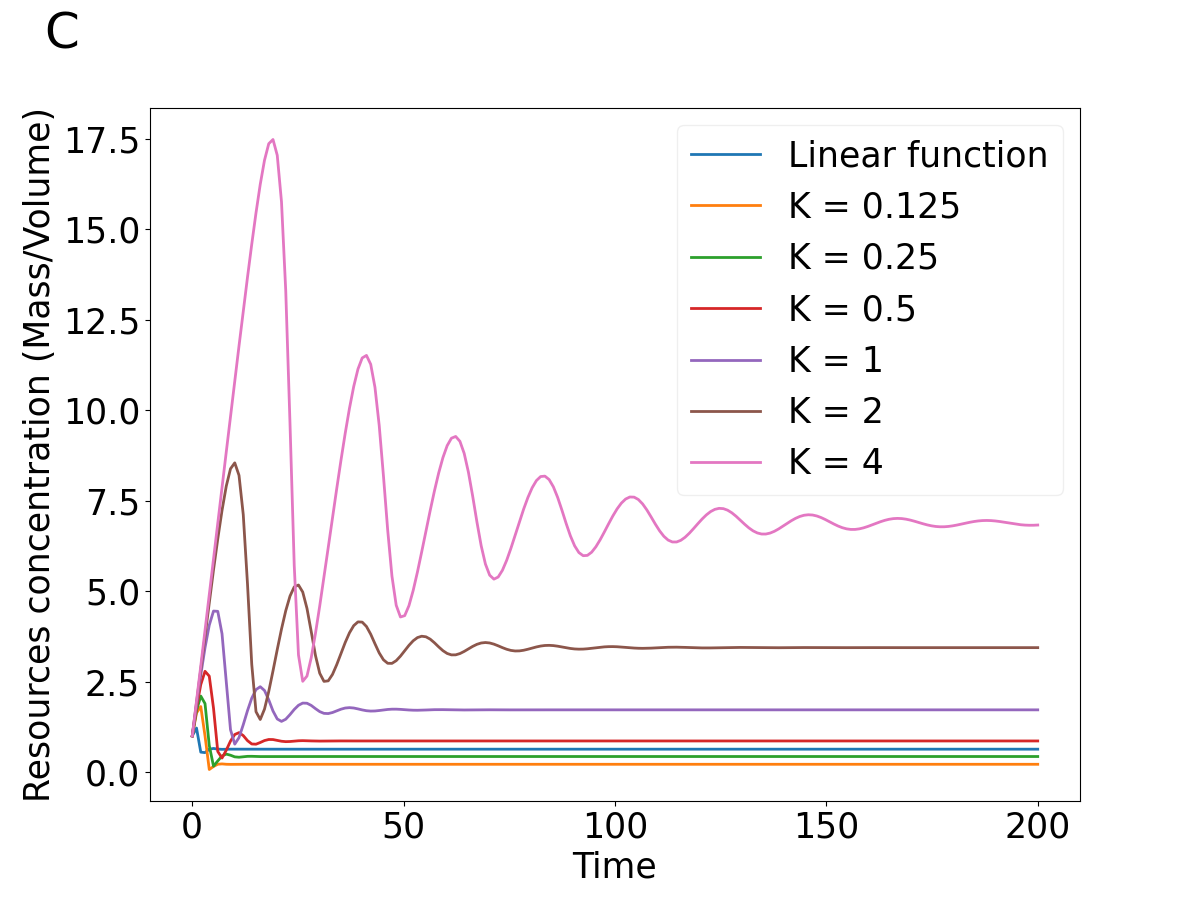 C
Resources concentration (Mass/Volume)
17.5
15.0
12.5
10.0
7.5
5.0
2.5
0.0
Linear function
K = 0.125
K = 0.25
K = 0.5
K = 1
K = 2
K = 4
0 50 100 150 200
Time